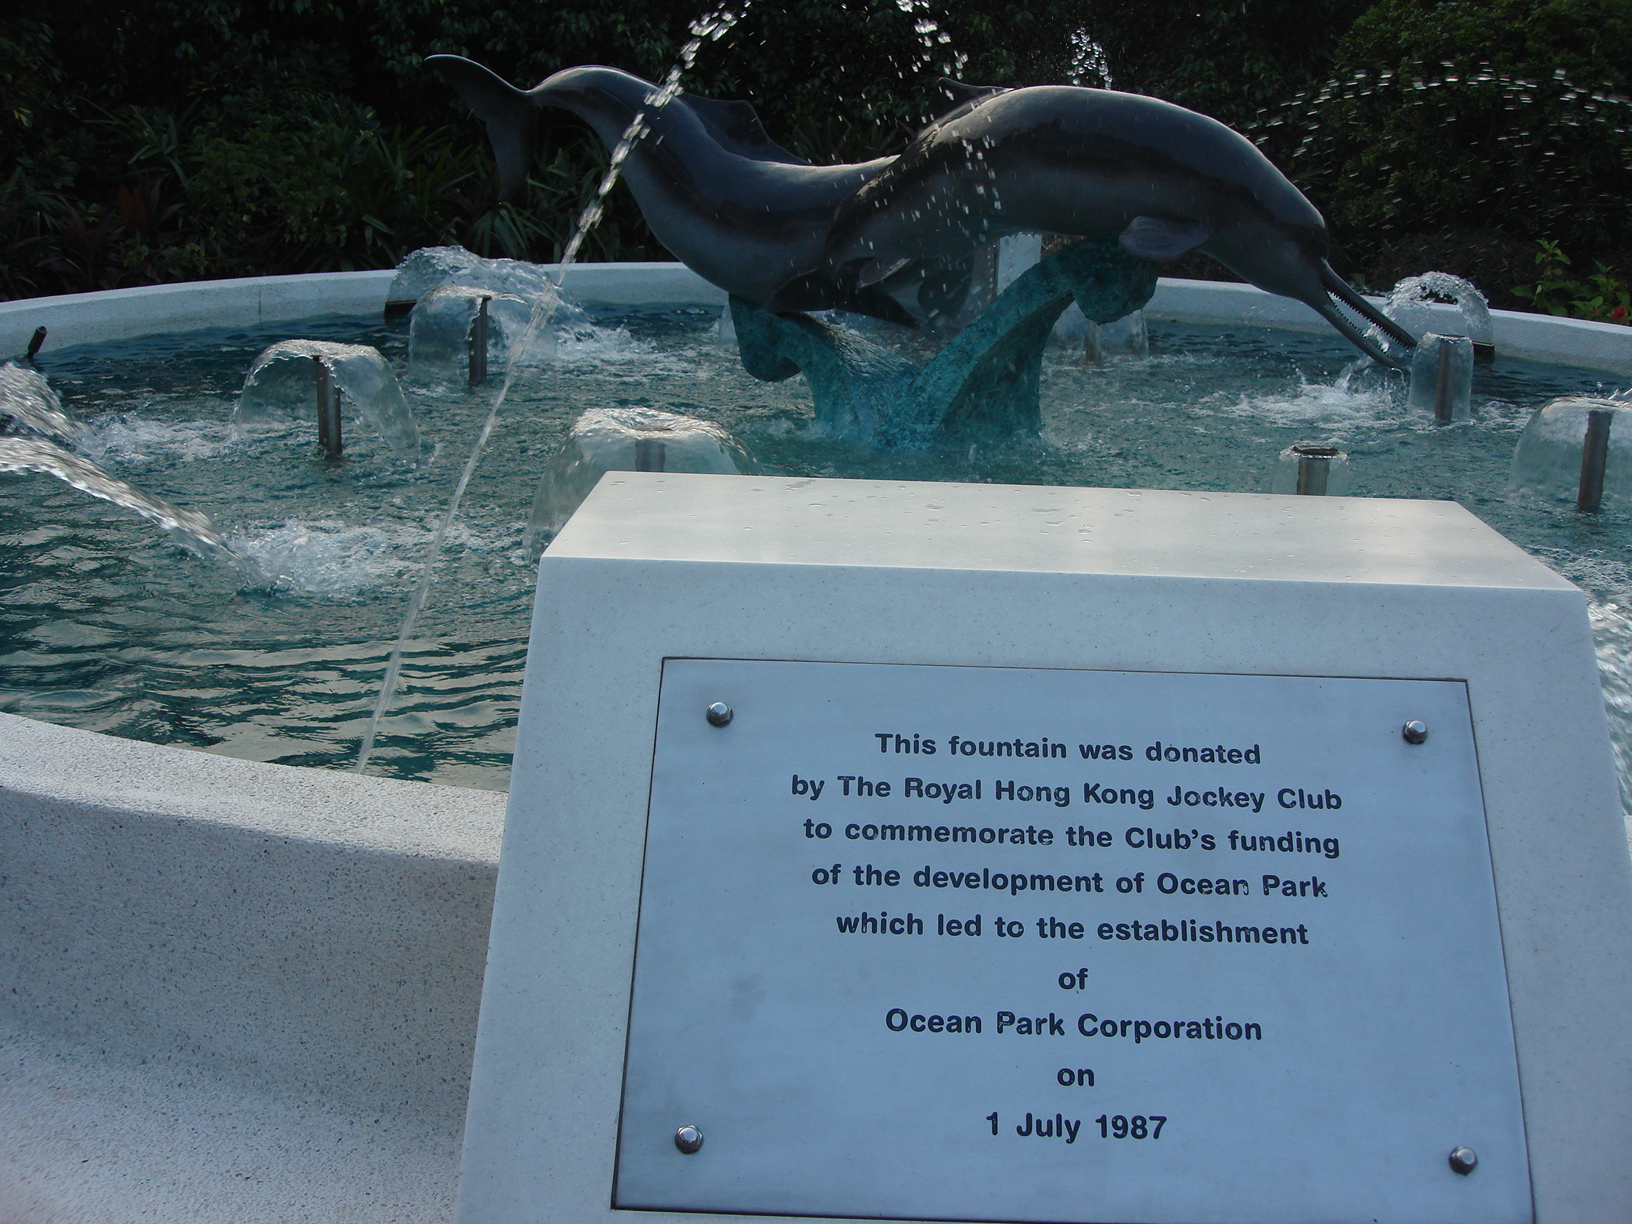 This fountain was donated
by The Royal Hong Kong Jockey Club
to commemorate the Club's funding
of the development of Ocean Park
which led to the establishment
of
Ocean Park Corporation
on
1 July 1987